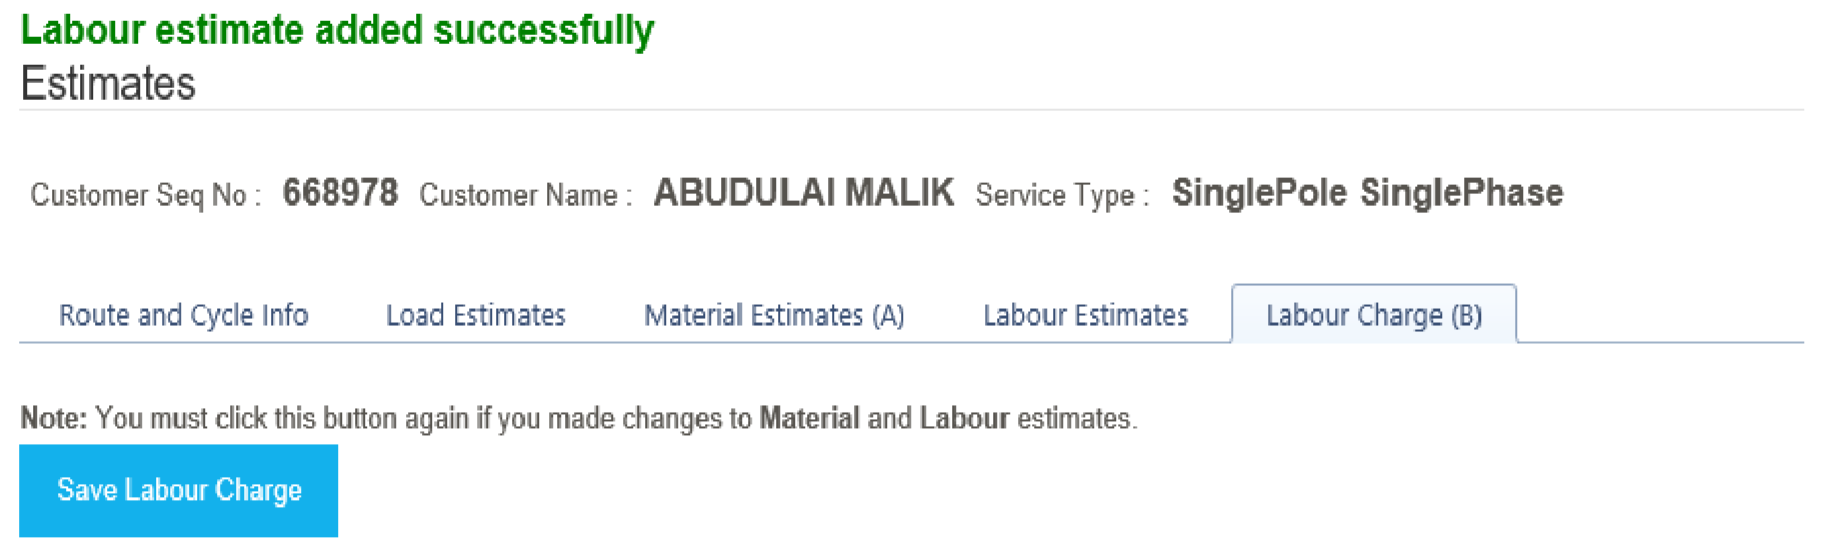 Labour estimate added successfully
Estimates
Customer Seq No : 668978 Customer Name : ABUDULAI MALIK Service Type : SinglePole SinglePhase
Route and Cycle Info Load Estimates Material Estimates (A) Labour Estimates Labour Charge (B)
Note: You must click this button again if you made changes to Material and Labour estimates.
Save Labour Charge